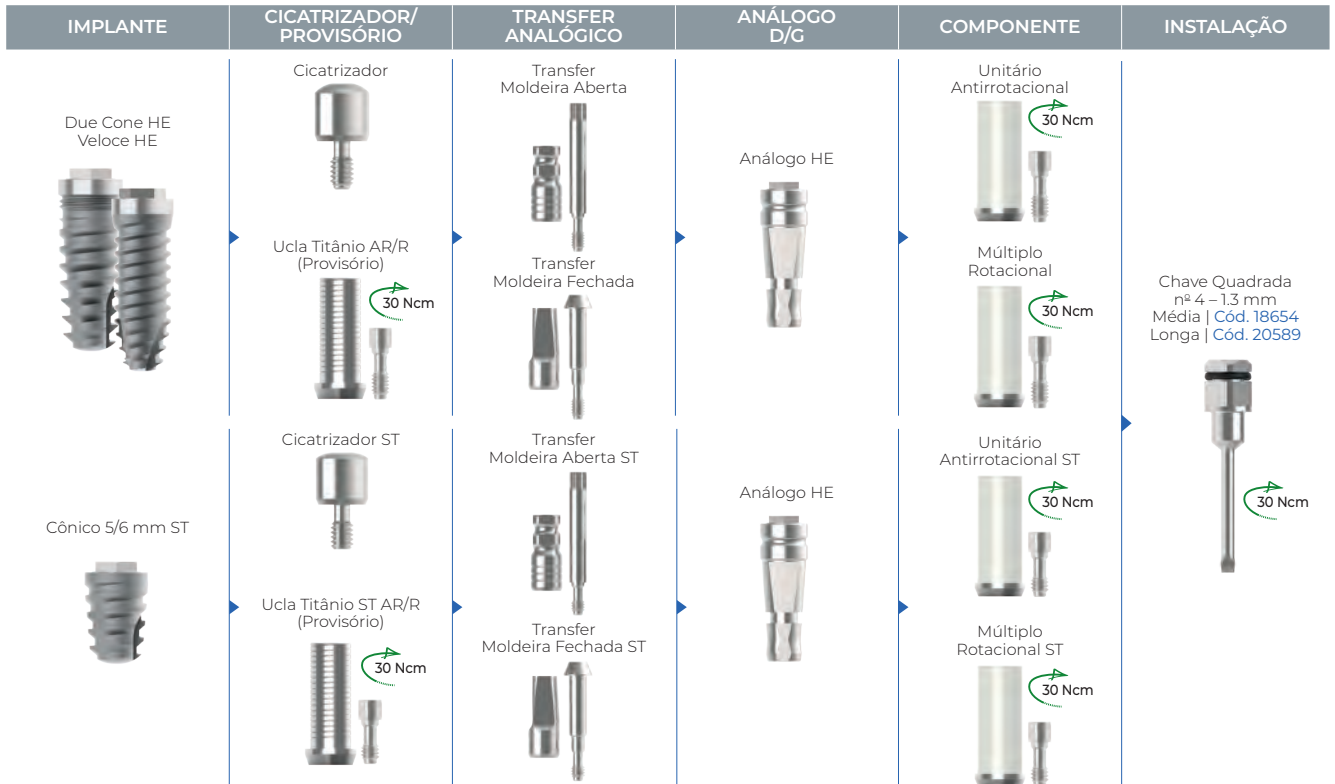 IMPLANTE
CICATRIZADOR/
PROVISÓRIO
TRANSFER
ANALÓGICO
ANÁLOGO
D/G
COMPONENTE
INSTALAÇÃO
Due Cone HE
Veloce HE
Cicatrizador
Ucla Titânio AR/R
(Provisório)
30 Ncm
Transfer
Moldeira Aberta
Transfer
Moldeira Fechada
Análogo HE
Unitário
Antirrotacional
30 Ncm
Múltiplo
Rotacional
30 Ncm
Chave Quadrada
nº 4 – 1.3 mm
Média | Cód. 18654
Longa | Cód. 20589
30 Ncm
Cônico 5/6 mm ST
Cicatrizador ST
Ucla Titânio ST AR/R
(Provisório)
30 Ncm
Transfer
Moldeira Aberta ST
Transfer
Moldeira Fechada ST
Análogo HE
Unitário
Antirrotacional ST
30 Ncm
Múltiplo
Rotacional ST
30 Ncm